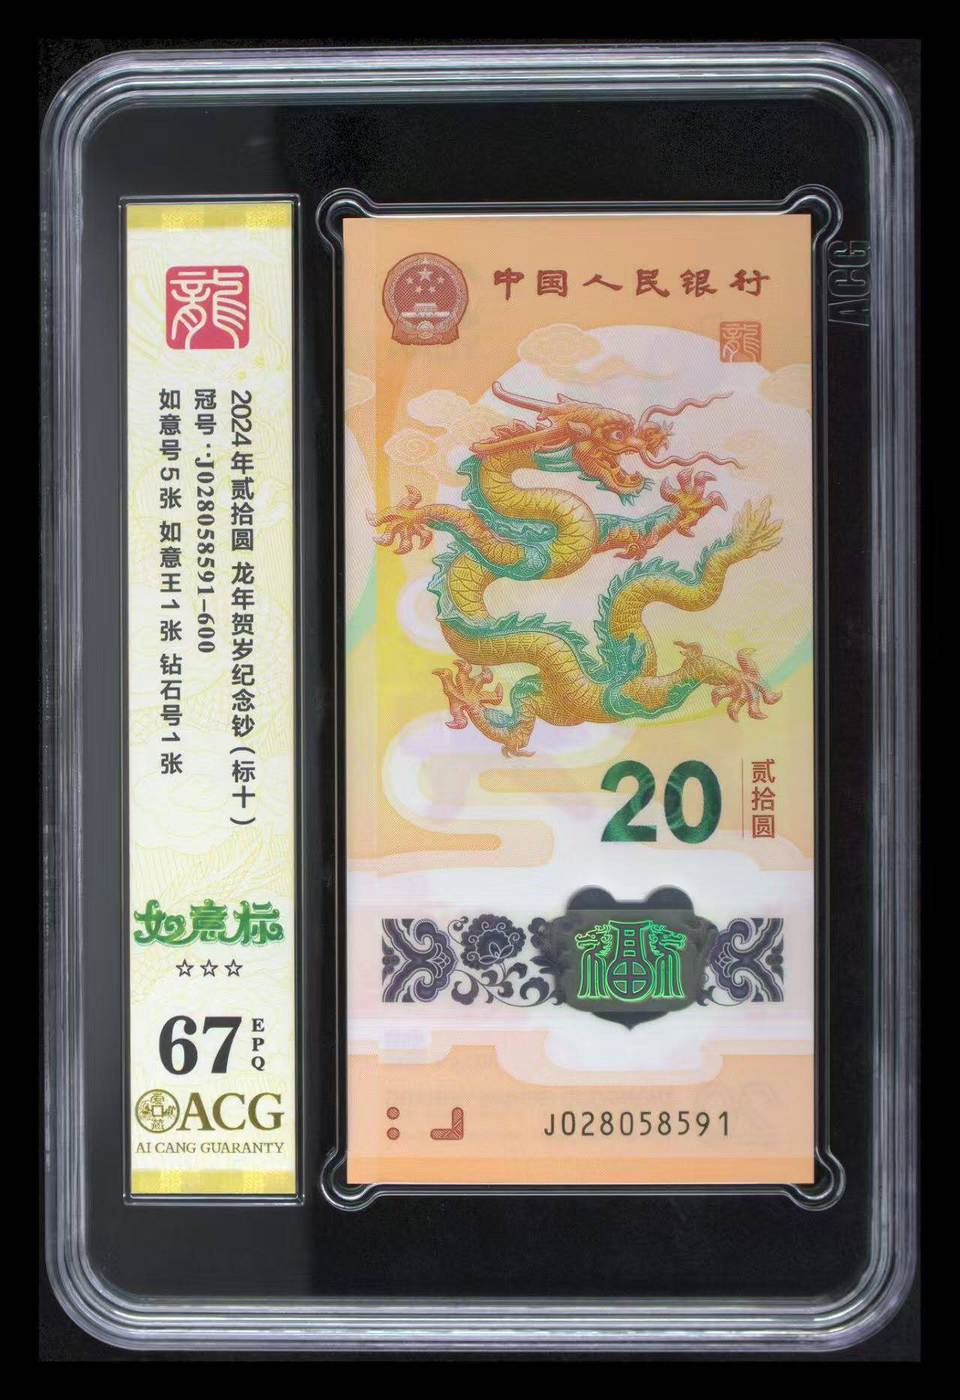 龍
2024年贰拾圆 龙年贺岁纪念钞(标十)
冠号:J028058591-600
如意号5张 如意王1张 钻石号1张
如意标
☆☆☆
67 EPQ
ACG
AI CANG GUARANTY
中国人民银行
龍
20 贰拾圆
福
J028058591
ACG